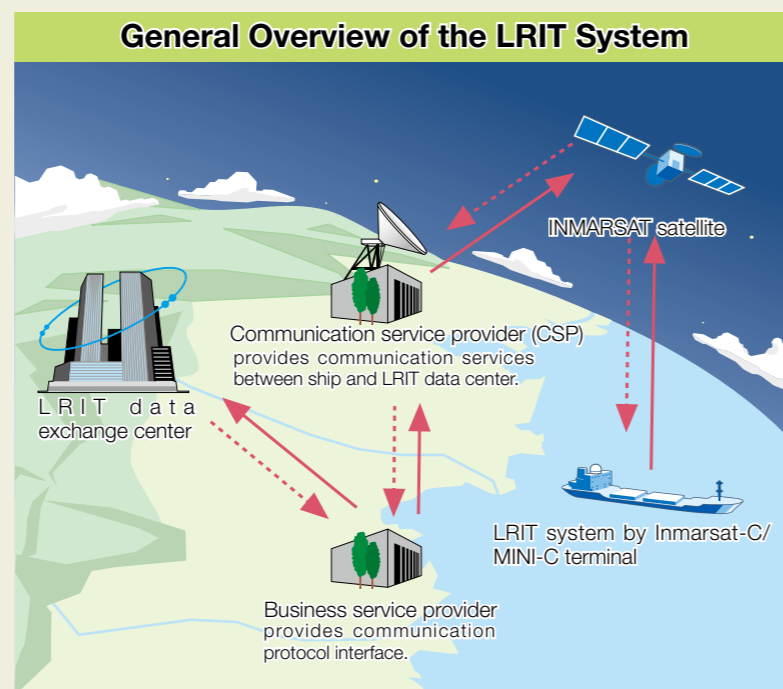 General Overview of the LRIT System
INMARSAT satellite
Communication service provider (CSP)
provides communication services
between ship and LRIT data center.
LRIT data
exchange center
LRIT system by Inmarsat-C/
MINI-C terminal
Business service provider
provides communication
protocol interface.